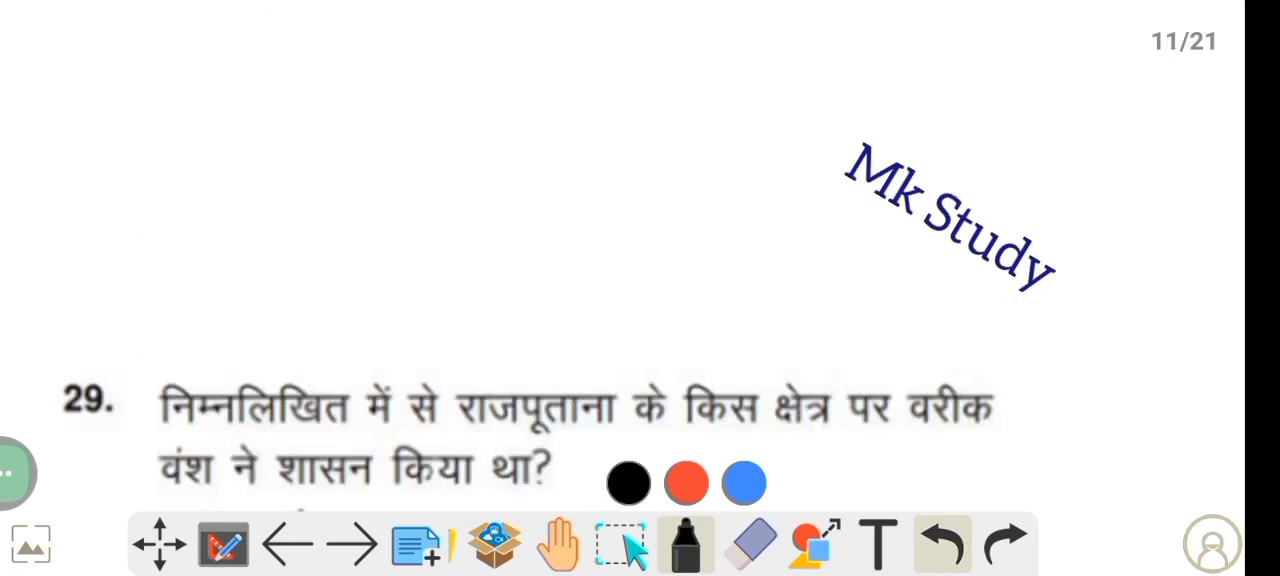 11/21
Mk Study
29. निम्नलिखित में से राजपूताना के किस क्षेत्र पर वरीक
वंश ने शासन किया था?